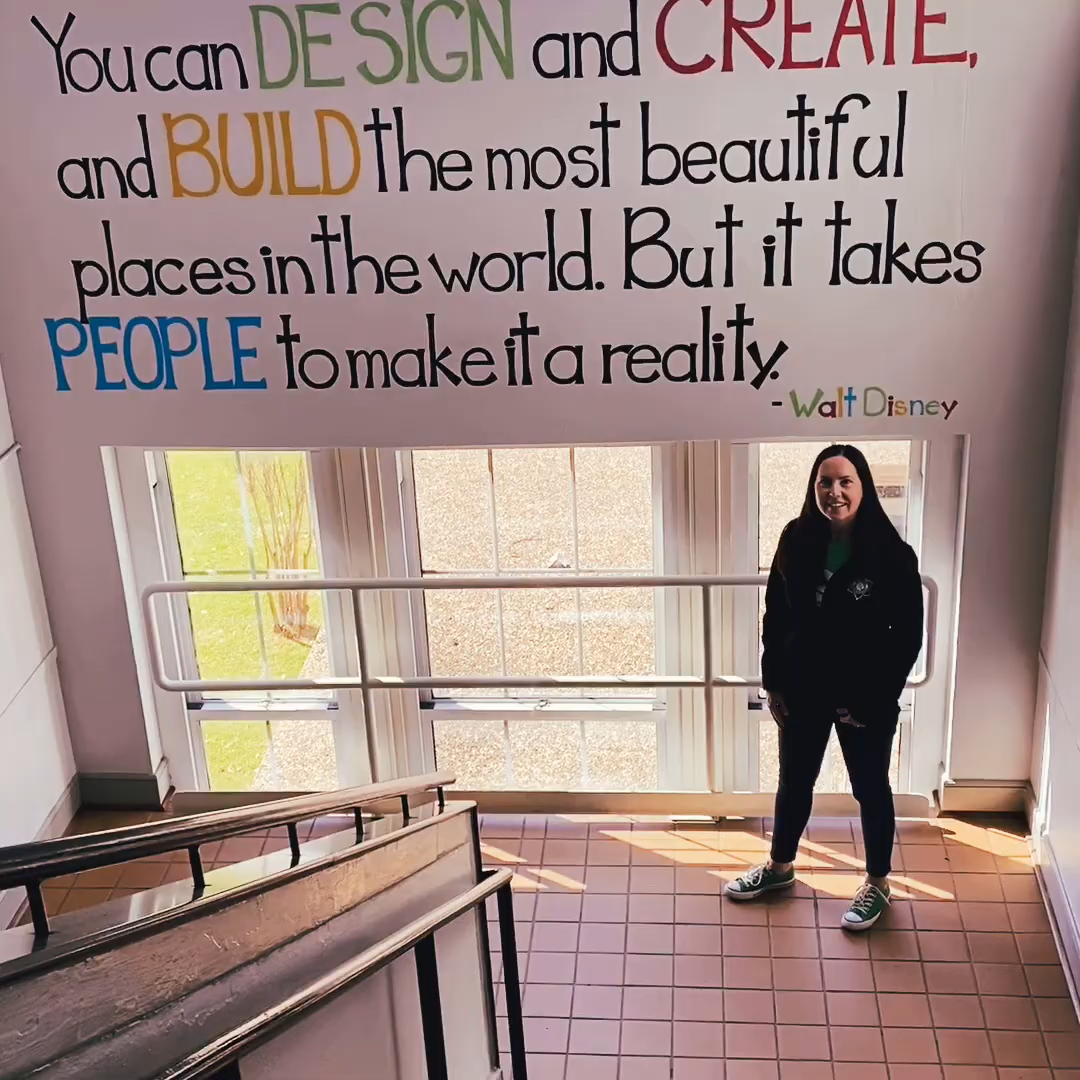 You can DESIGN and CREATE,
and BUILD the most beautiful
places in the world. But it takes
PEOPLE to make it a reality.
- Walt Disney